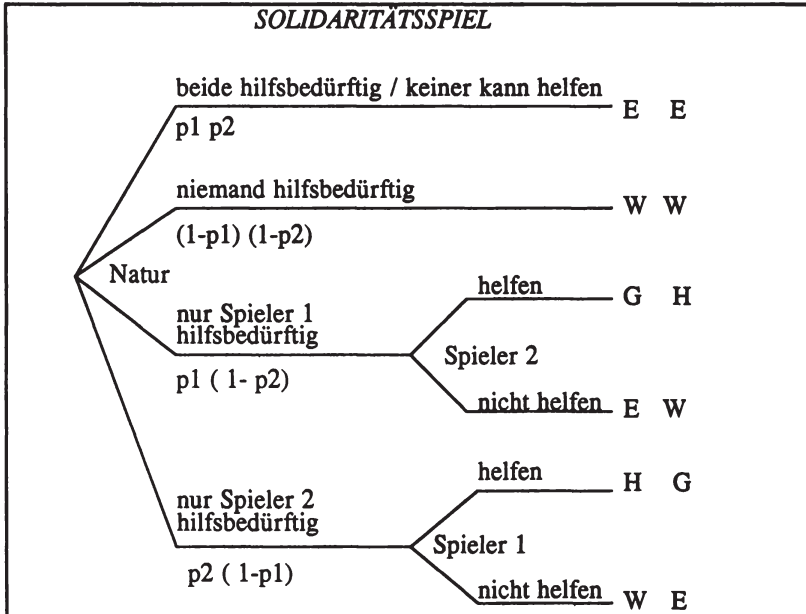 SOLIDARITÄTSSPIEL
beide hilfsbedürftig / keiner kann helfen
E E
p1 p2
niemand hilfsbedürftig
W W
(1-p1) (1-p2)
Natur
nur Spieler 1
hilfsbedürftig
p1 ( 1- p2)
helfen
G H
Spieler 2
nicht helfen
E W
nur Spieler 2
hilfsbedürftig
p2 ( 1-p1)
helfen
H G
Spieler 1
nicht helfen
W E